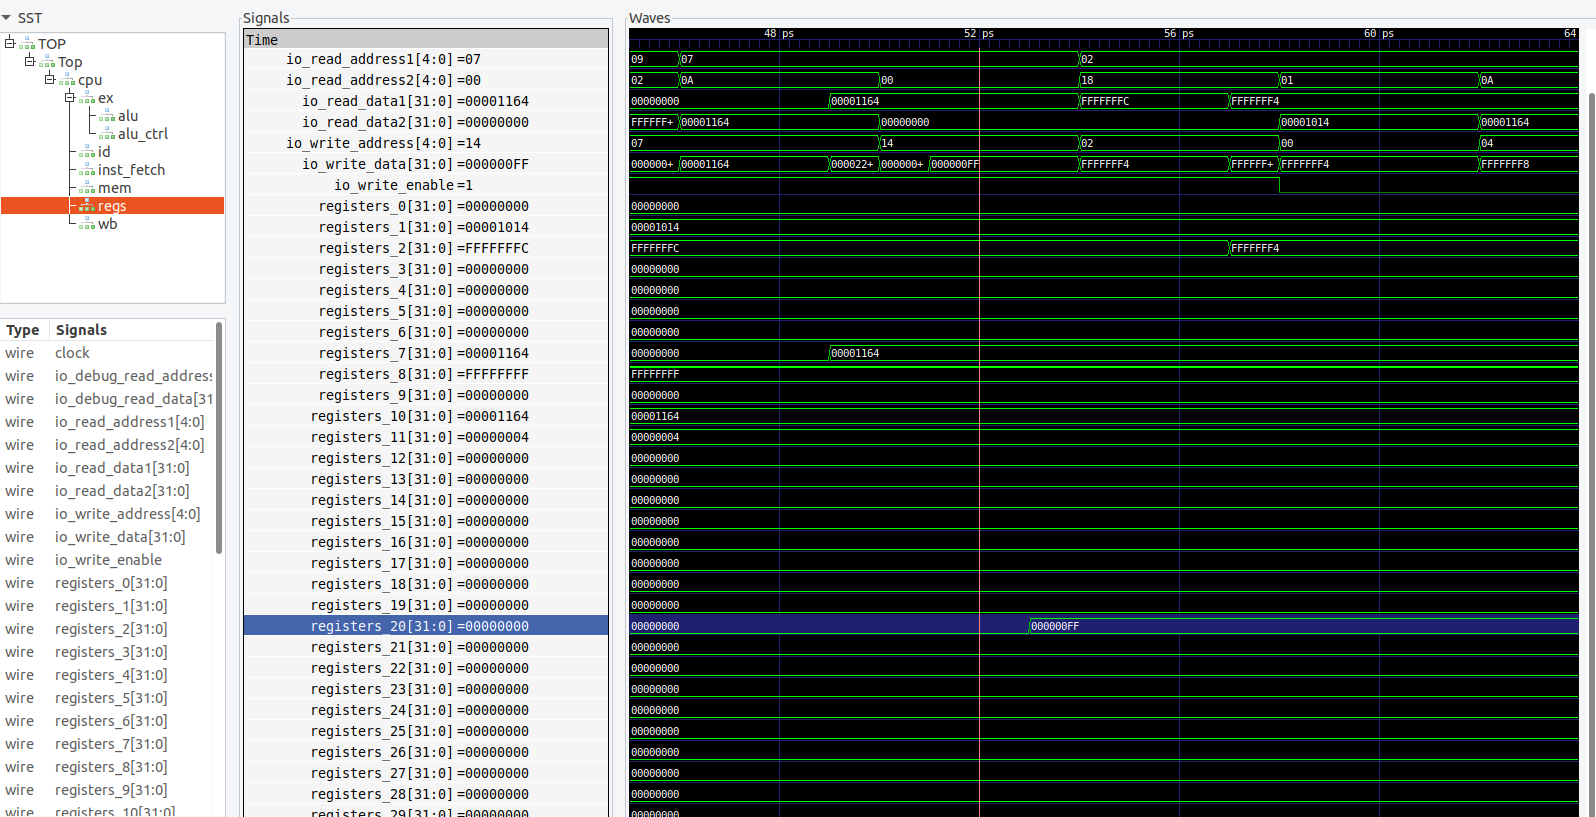 SST
TOP
Top
cpu
ex
alu
alu_ctrl
id
inst_fetch
mem
regs
wb
Type Signals
wire clock
wire io_debug_read_address
wire io_debug_read_data[31
wire io_read_address1[4:0]
wire io_read_address2[4:0]
wire io_read_data1[31:0]
wire io_read_data2[31:0]
wire io_write_address[4:0]
wire io_write_data[31:0]
wire io_write_enable
wire registers_0[31:0]
wire registers_1[31:0]
wire registers_2[31:0]
wire registers_3[31:0]
wire registers_4[31:0]
wire registers_5[31:0]
wire registers_6[31:0]
wire registers_7[31:0]
wire registers_8[31:0]
wire registers_9[31:0]
wire registers_10[31:0]
Signals
Time
io_read_address1[4:0] =07
io_read_address2[4:0] =00
io_read_data1[31:0] =00001164
io_read_data2[31:0] =00000000
io_write_address[4:0] =14
io_write_data[31:0] =000000FF
io_write_enable =1
registers_0[31:0] =00000000
registers_1[31:0] =00001014
registers_2[31:0] =FFFFFFFC
registers_3[31:0] =00000000
registers_4[31:0] =00000000
registers_5[31:0] =00000000
registers_6[31:0] =00000000
registers_7[31:0] =00001164
registers_8[31:0] =FFFFFFFF
registers_9[31:0] =00000000
registers_10[31:0] =00001164
registers_11[31:0] =00000004
registers_12[31:0] =00000000
registers_13[31:0] =00000000
registers_14[31:0] =00000000
registers_15[31:0] =00000000
registers_16[31:0] =00000000
registers_17[31:0] =00000000
registers_18[31:0] =00000000
registers_19[31:0] =00000000
registers_20[31:0] =00000000
registers_21[31:0] =00000000
registers_22[31:0] =00000000
registers_23[31:0] =00000000
registers_24[31:0] =00000000
registers_25[31:0] =00000000
registers_26[31:0] =00000000
registers_27[31:0] =00000000
registers_28[31:0] =00000000
registers_29[31:0] =00000000
Waves
48 ps 52 ps 56 ps 60 ps 64
09 07 02
02 0A 00 18 01 0A
00000000 00001164 FFFFFFFC FFFFFFF4
FFFFFF+ 00001164 00000000 00001014 00001164
07 14 02 00 04
000000+ 00001164 000022+ 000000+ 000000FF FFFFFFF4 FFFFFF+ FFFFFFF4 FFFFFFF8
00000000
00001014
FFFFFFFC FFFFFFF4
00000000
00000000
00000000
00000000
00000000 00001164
FFFFFFFF
00000000
00001164
00000004
00000000
00000000
00000000
00000000
00000000
00000000
00000000
00000000
00000000 000000FF
00000000
00000000
00000000
00000000
00000000
00000000
00000000
00000000
00000000